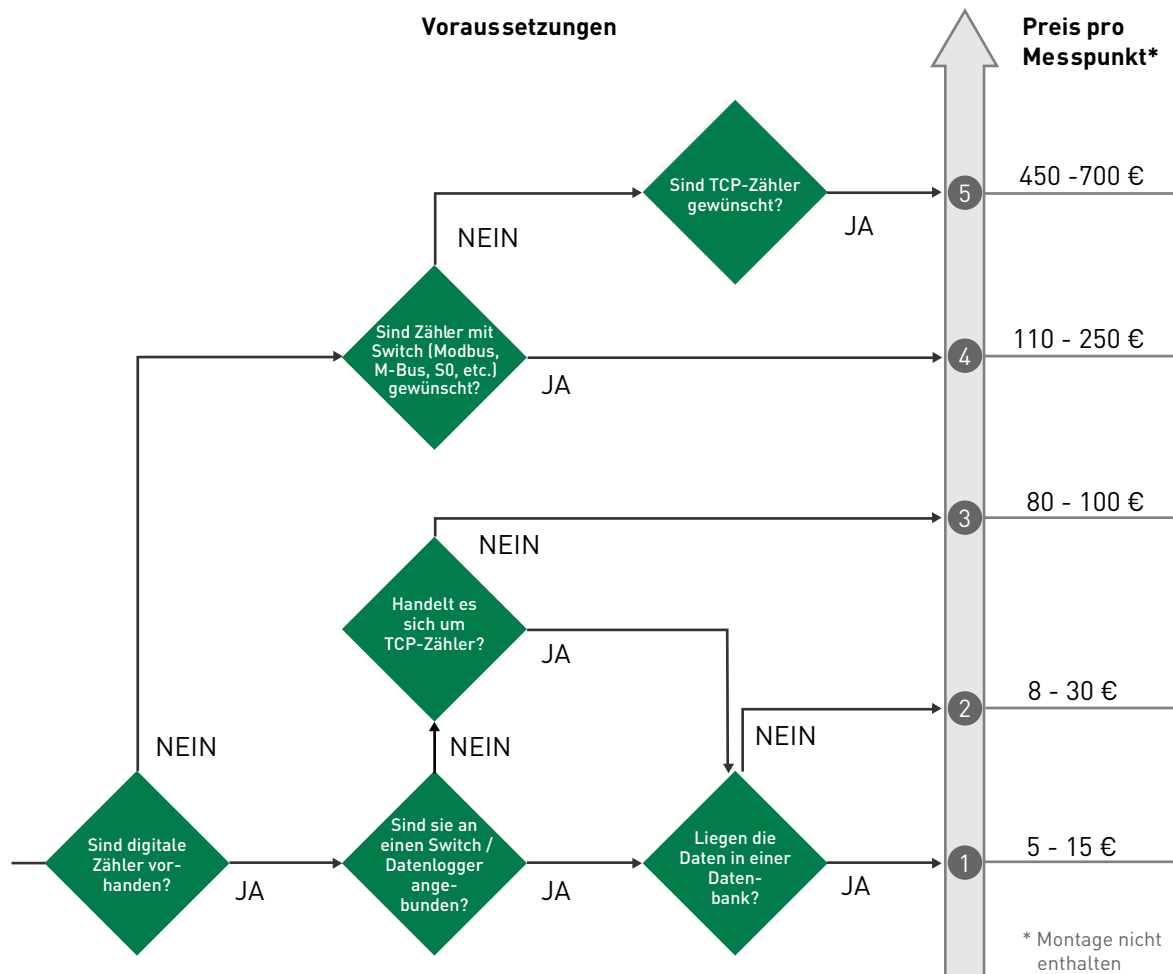 Voraussetzungen
Preis pro
Messpunkt*
Sind TCP-Zähler
gewünscht?
JA
5
450 -700 €
NEIN
Sind Zähler mit
Switch (Modbus,
M-Bus, S0, etc.)
gewünscht?
JA
4
110 - 250 €
NEIN
3
80 - 100 €
Handelt es
sich um
TCP-Zähler?
JA
2
8 - 30 €
NEIN
NEIN
NEIN
Sind digitale
Zähler vor-
handen?
JA
Sind sie an
einen Switch /
Datenlogger
ange-
bunden?
JA
Liegen die
Daten in einer
Daten-
bank?
JA
1
5 - 15 €
* Montage nicht
enthalten